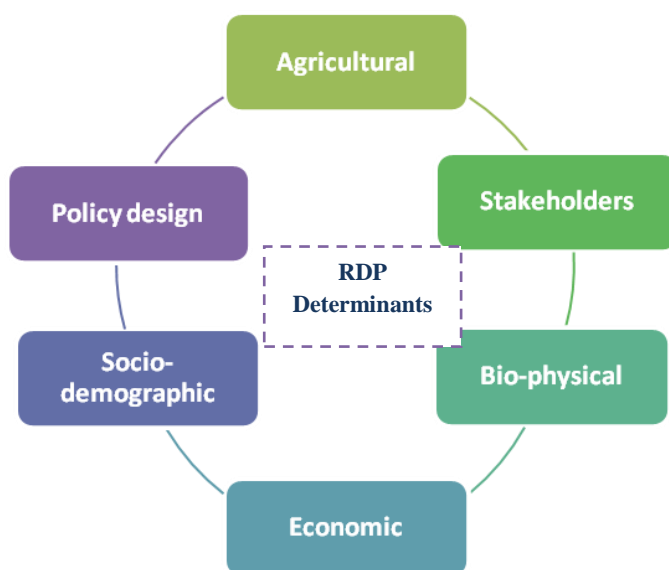 Agricultural
Stakeholders
Bio-physical
Economic
Socio-
demographic
Policy design
RDP
Determinants